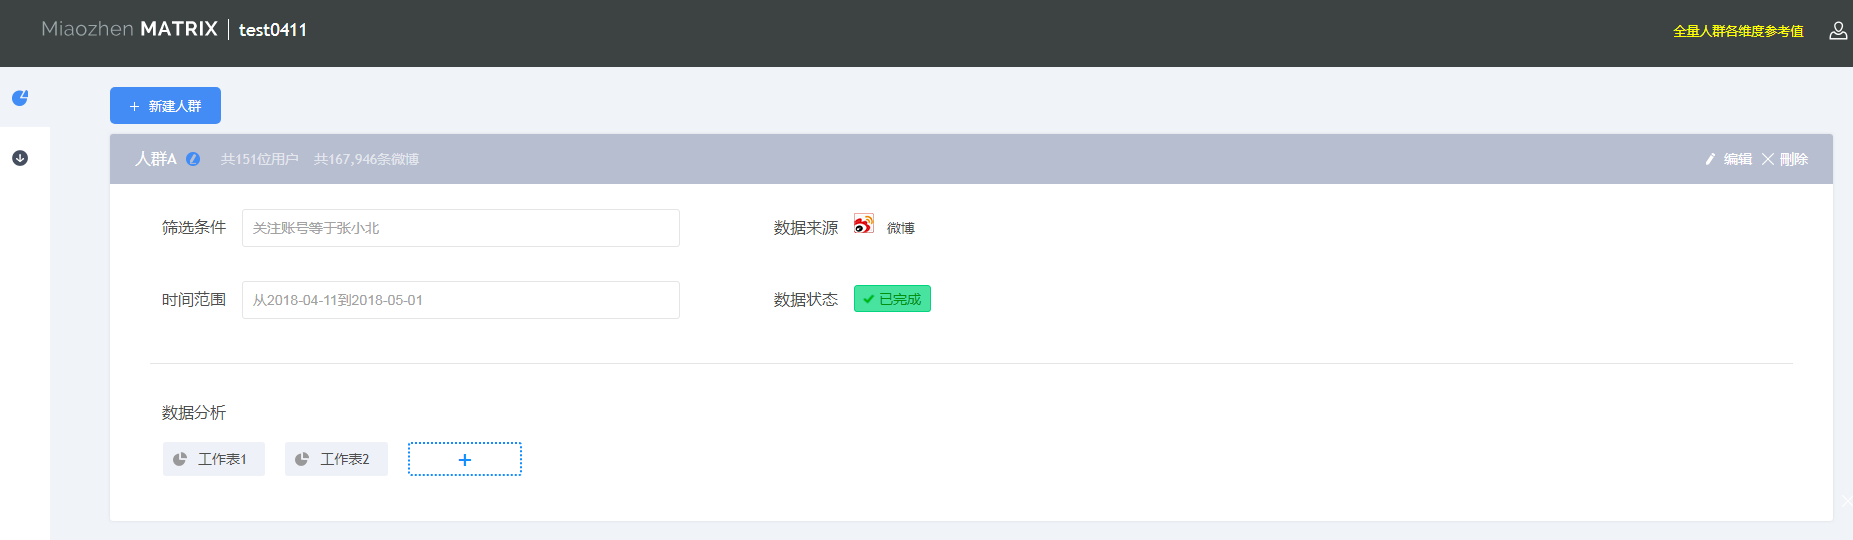 Miaozhen MATRIX | test0411
全量人群各维度参考值
+ 新建人群
人群A 共151位用户 共167,946条微博
编辑 删除
筛选条件 关注账号等于张小北
数据来源 微博
时间范围 从2018-04-11到2018-05-01
数据状态 已完成
数据分析
工作表1 工作表2 +